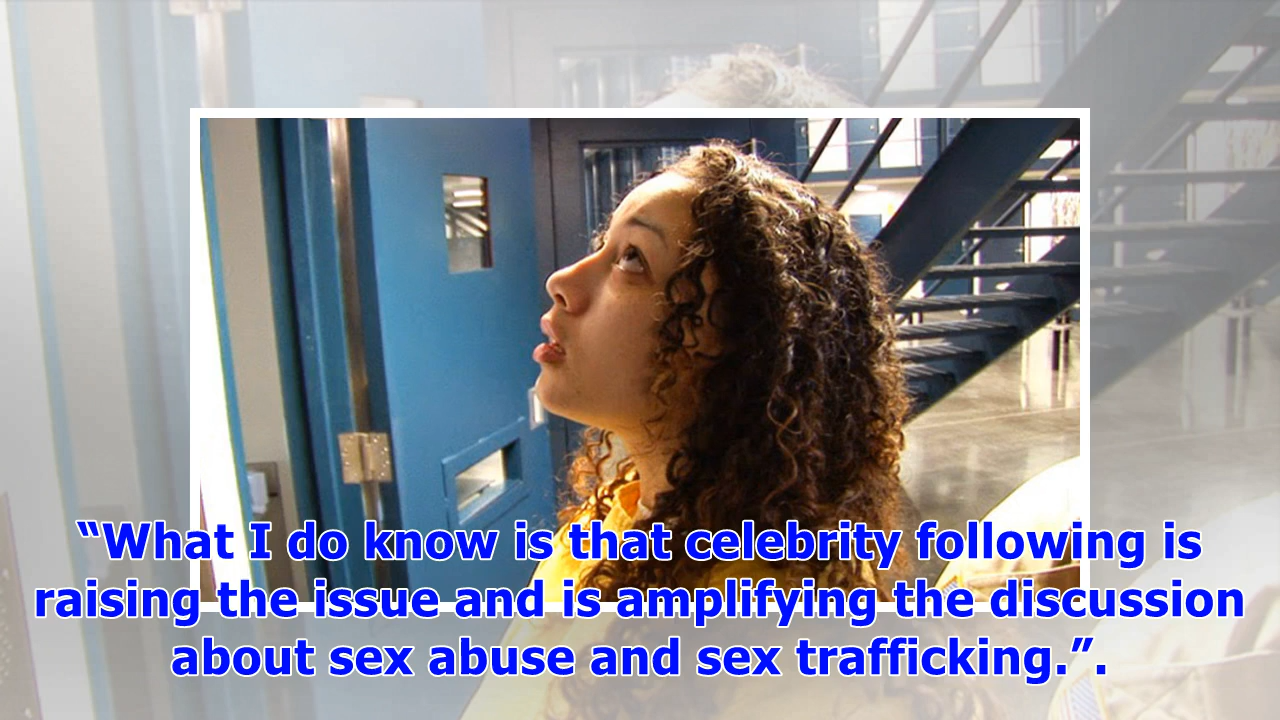 “What I do know is that celebrity following is
raising the issue and is amplifying the discussion
about sex abuse and sex trafficking.”.